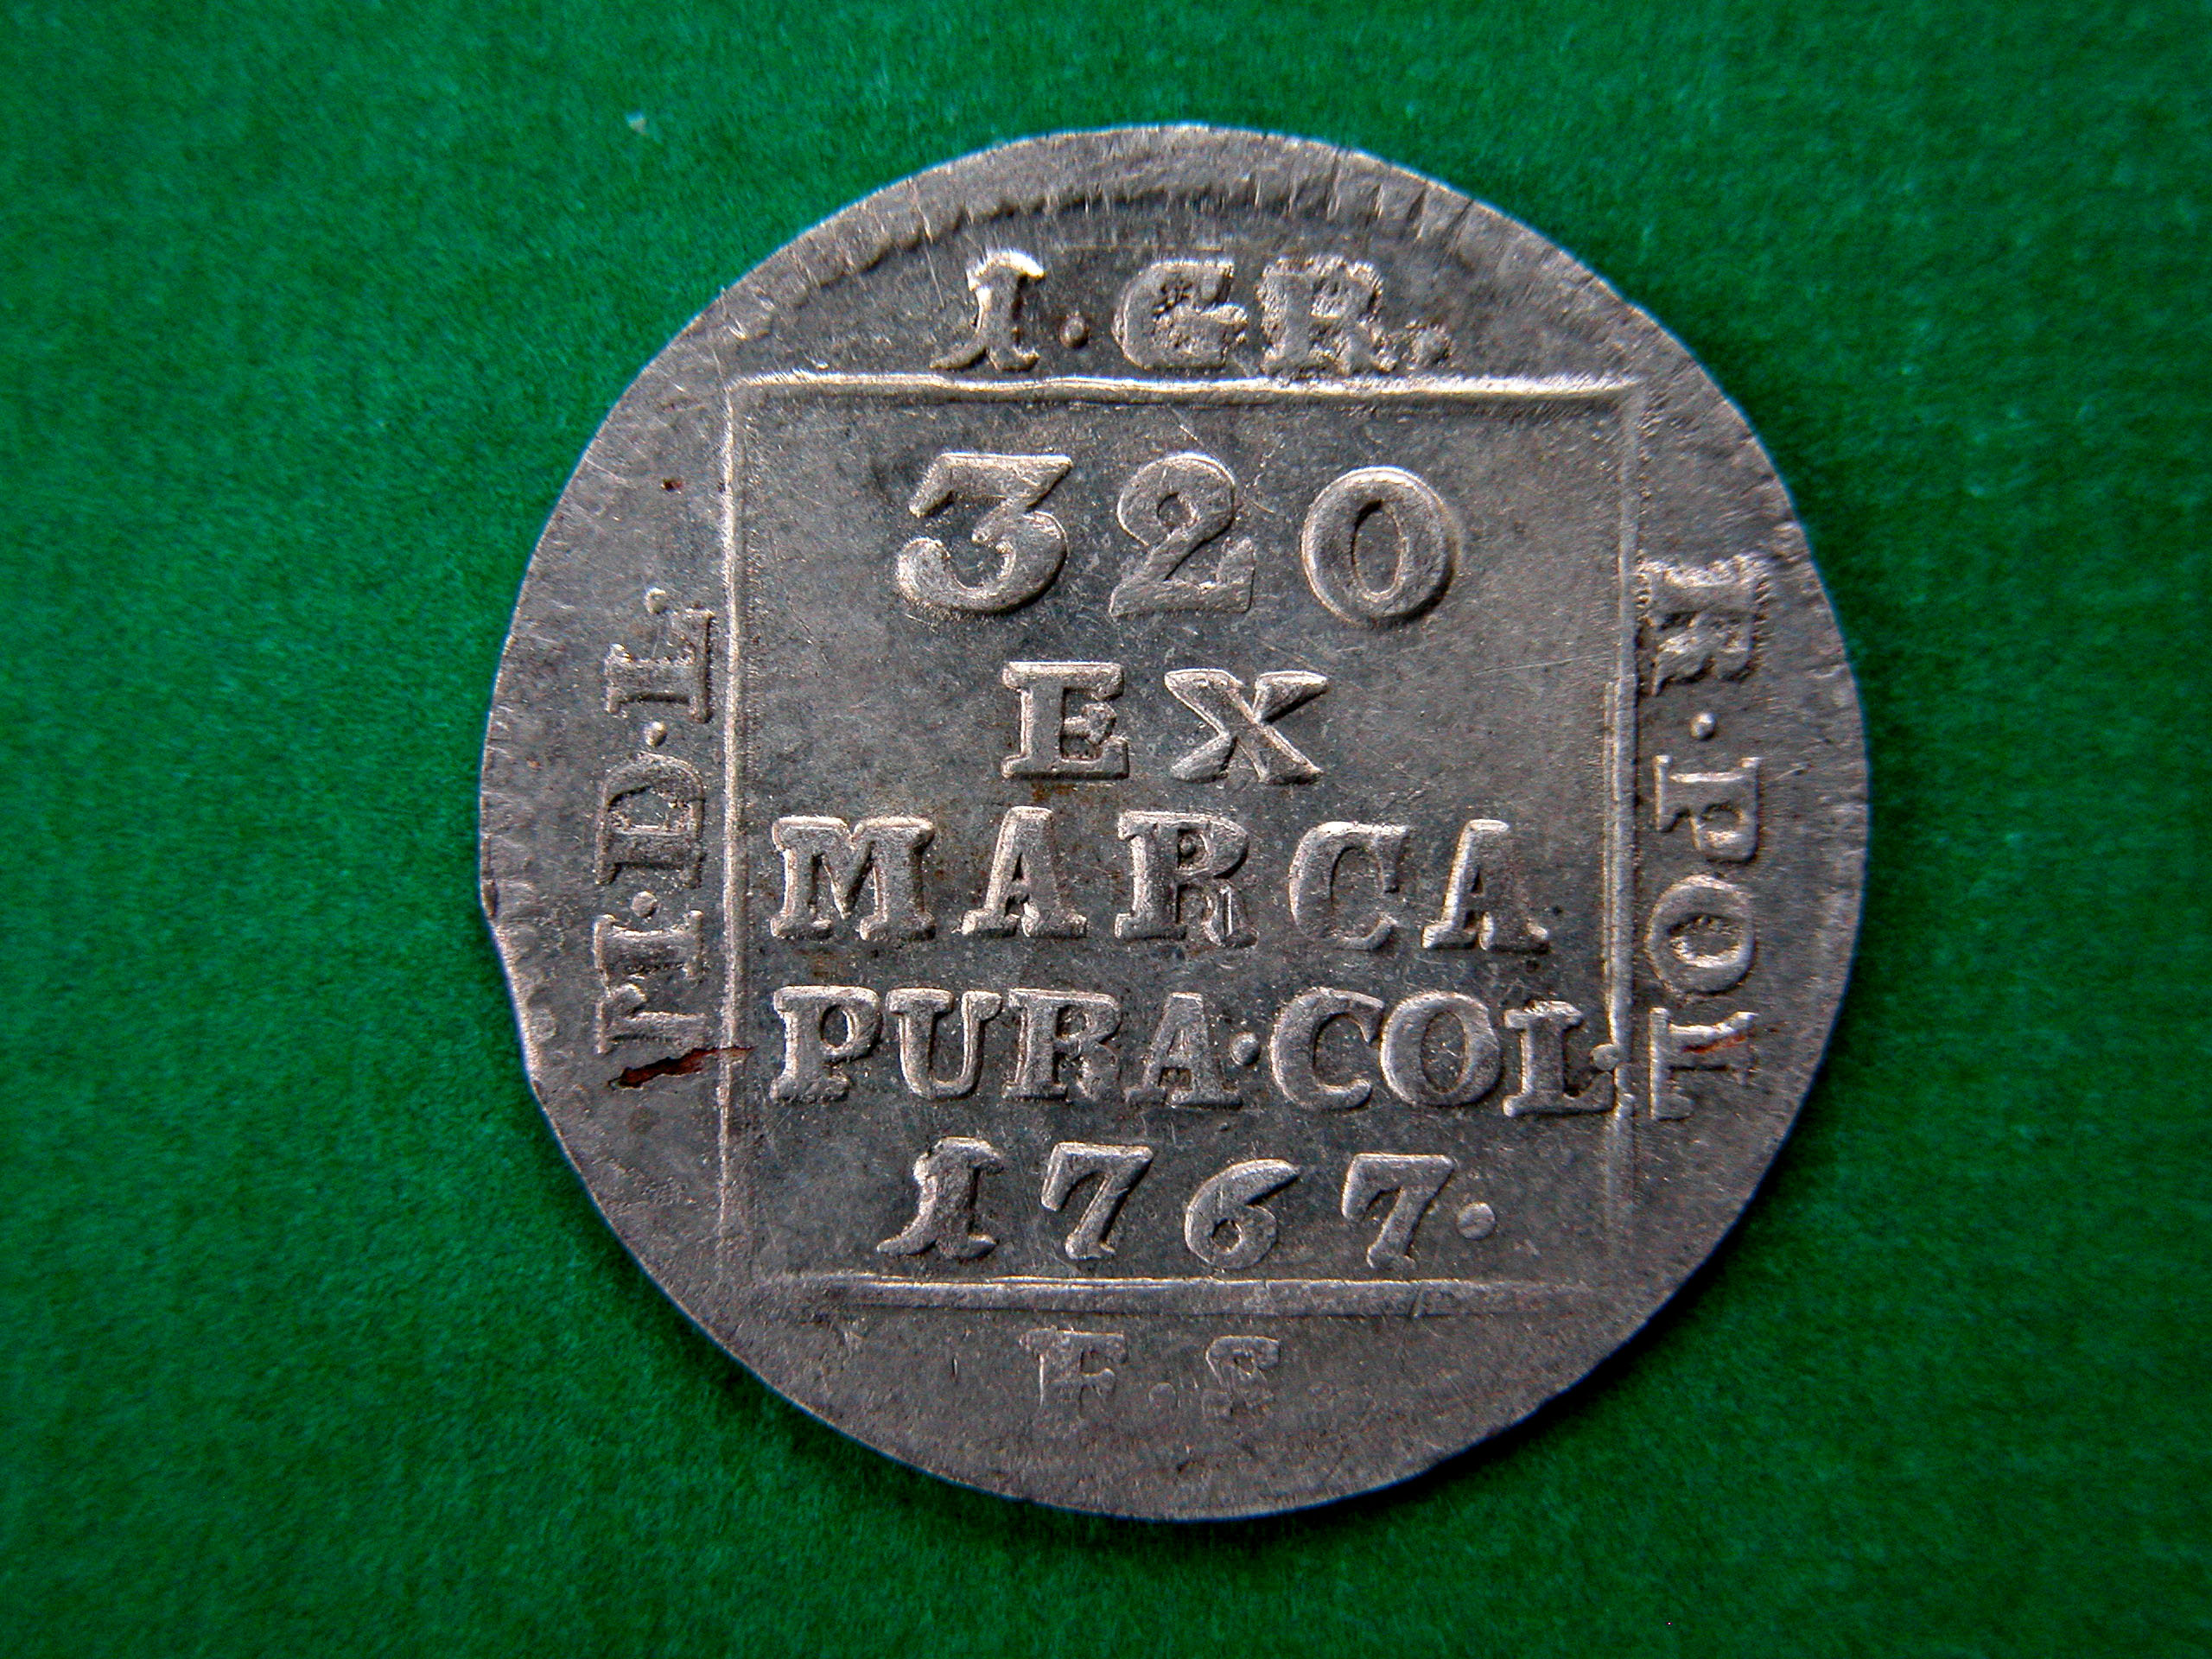 1·GR.
320
EX
MARCA
PURA·COL·
1767·
F·S
R·POL
M·D·L·